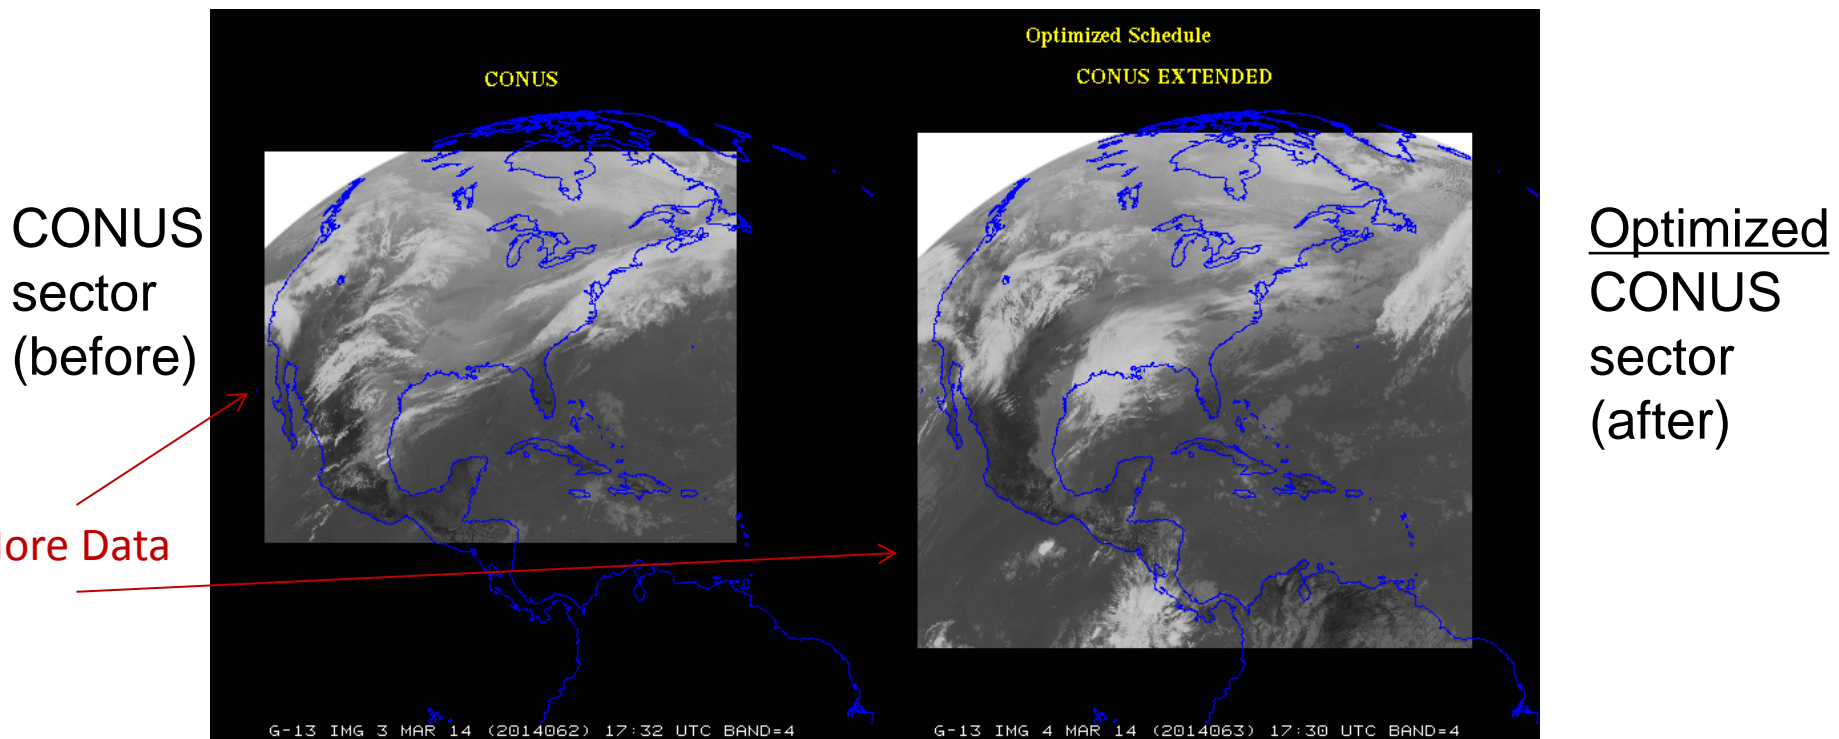 Optimized Schedule
CONUS
CONUS EXTENDED
CONUS
sector
(before)
Optimized
CONUS
sector
(after)
ore Data
G-13 IMG 3 MAR 14 (2014062) 17:32 UTC BAND=4
G-13 IMG 4 MAR 14 (2014063) 17:30 UTC BAND=4